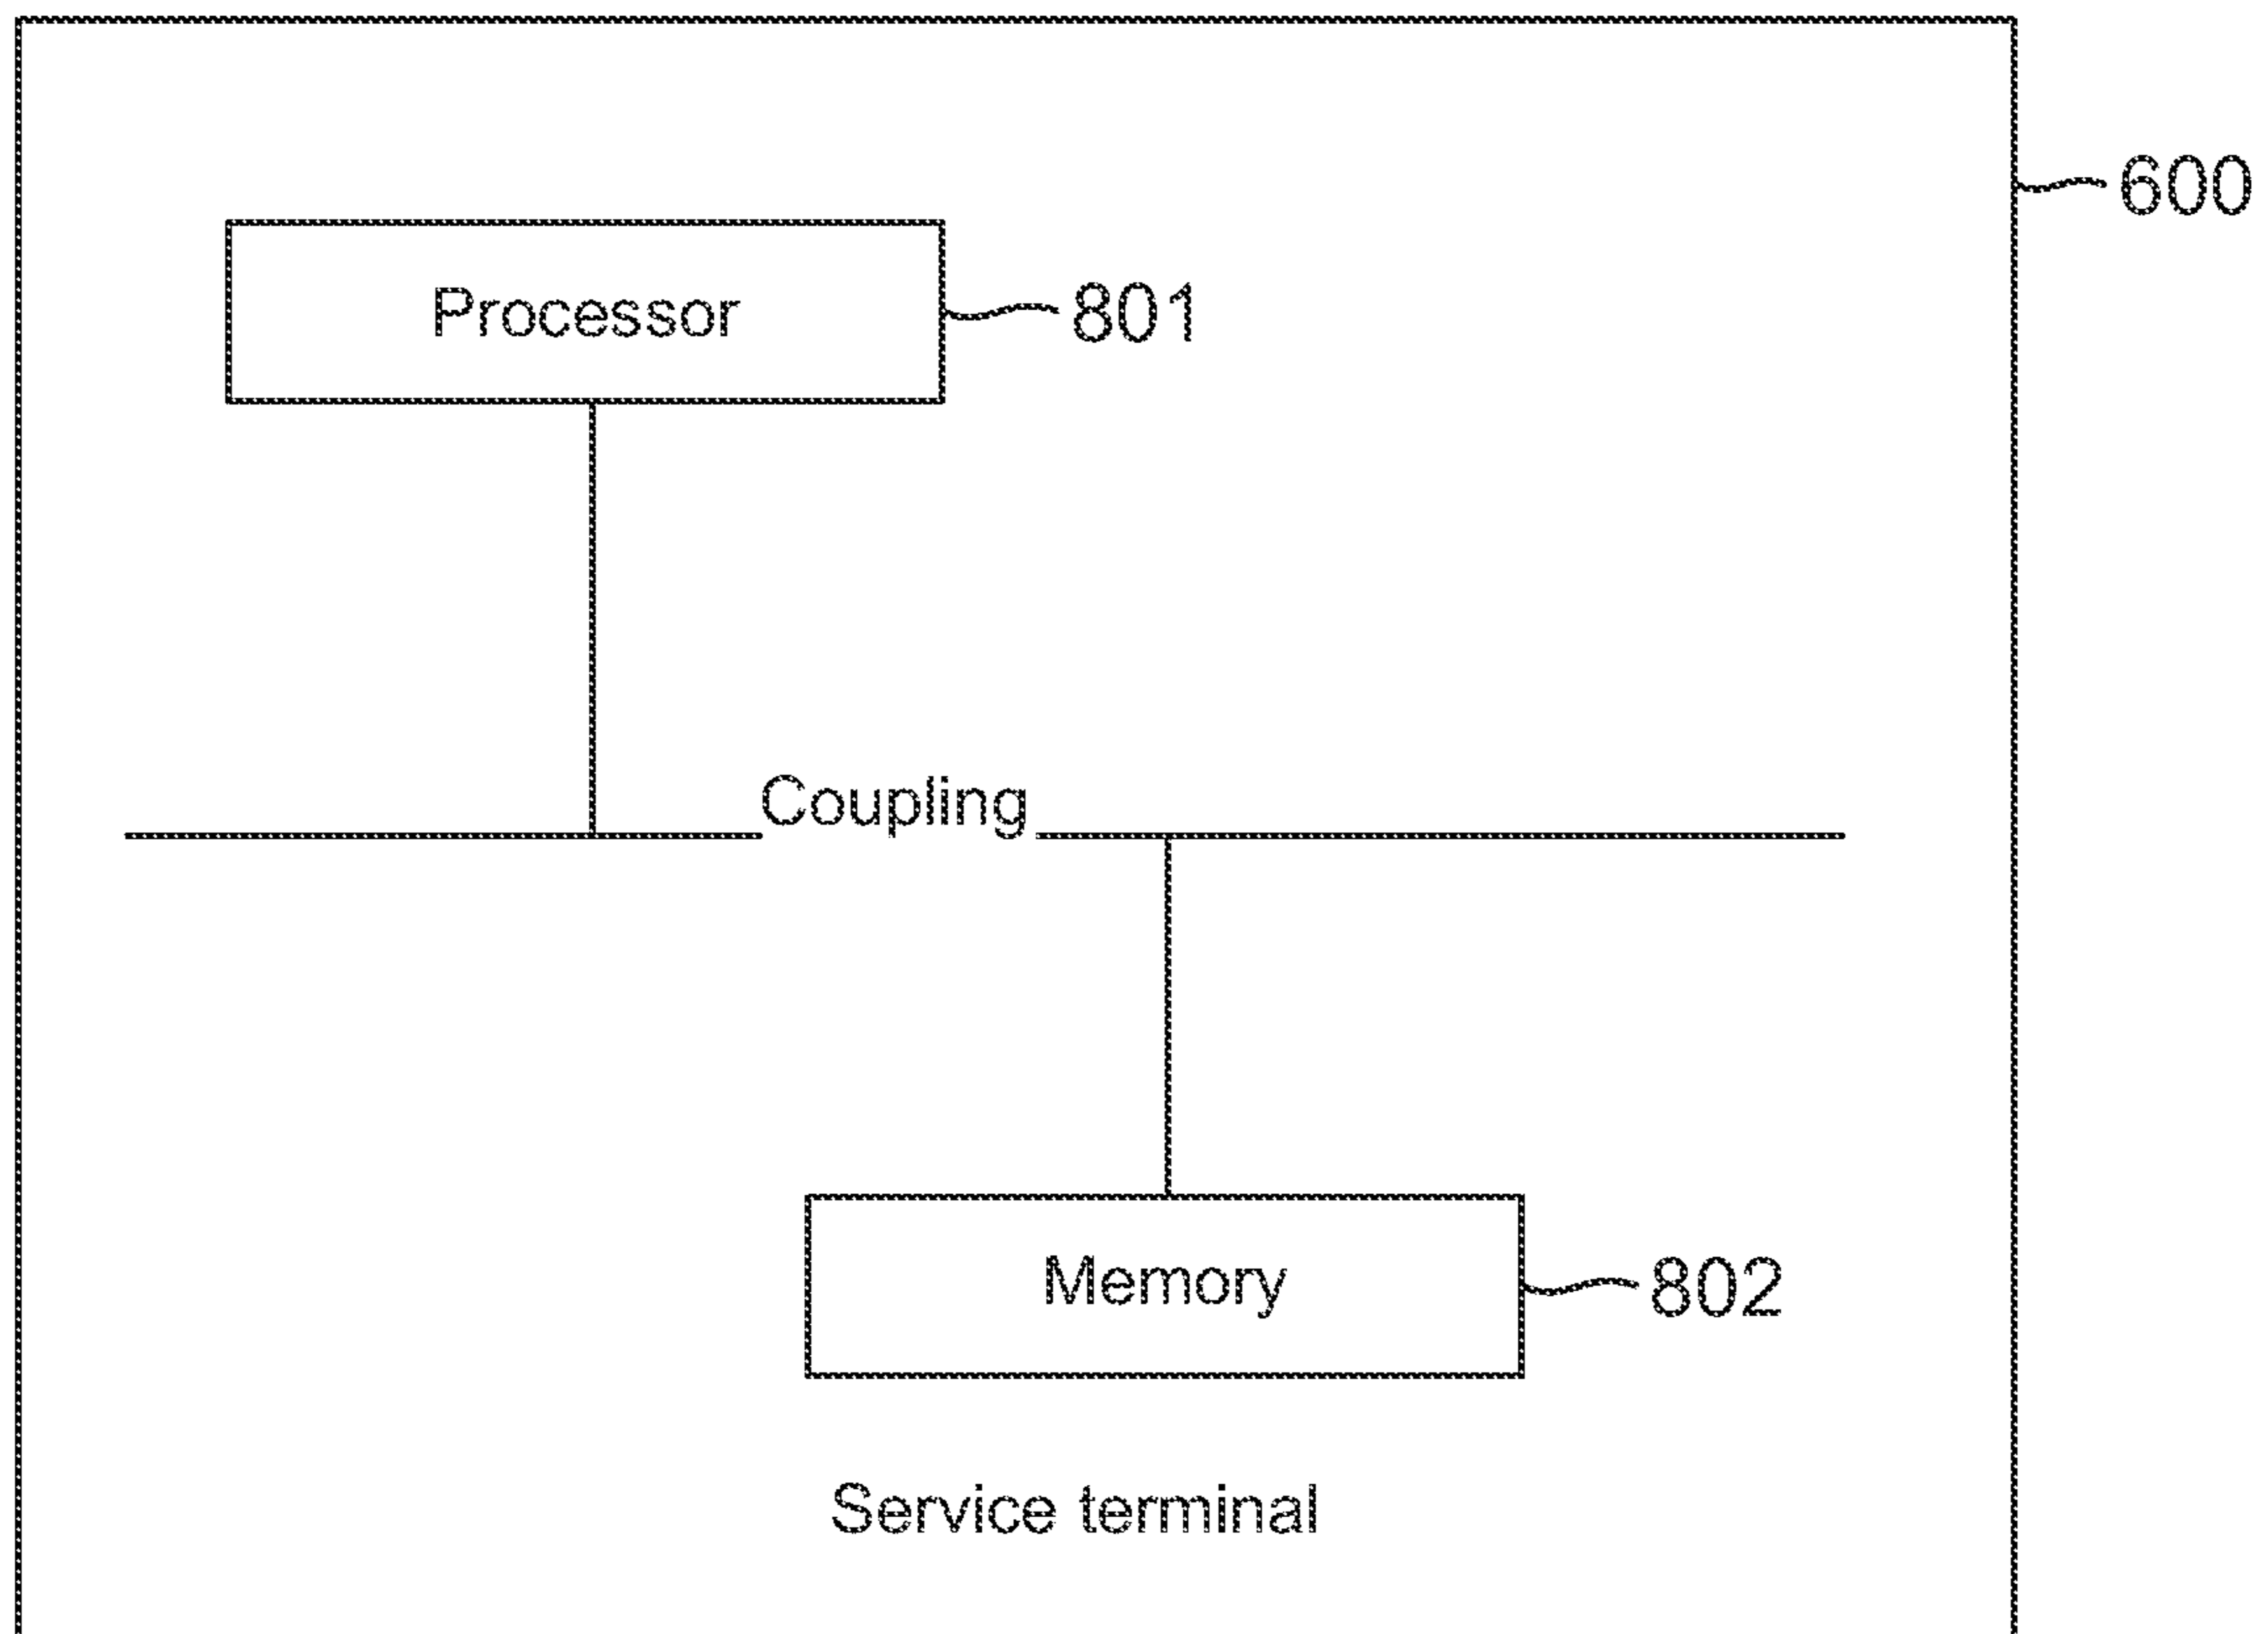 600
Processor
801
Coupling
Memory
802
Service terminal